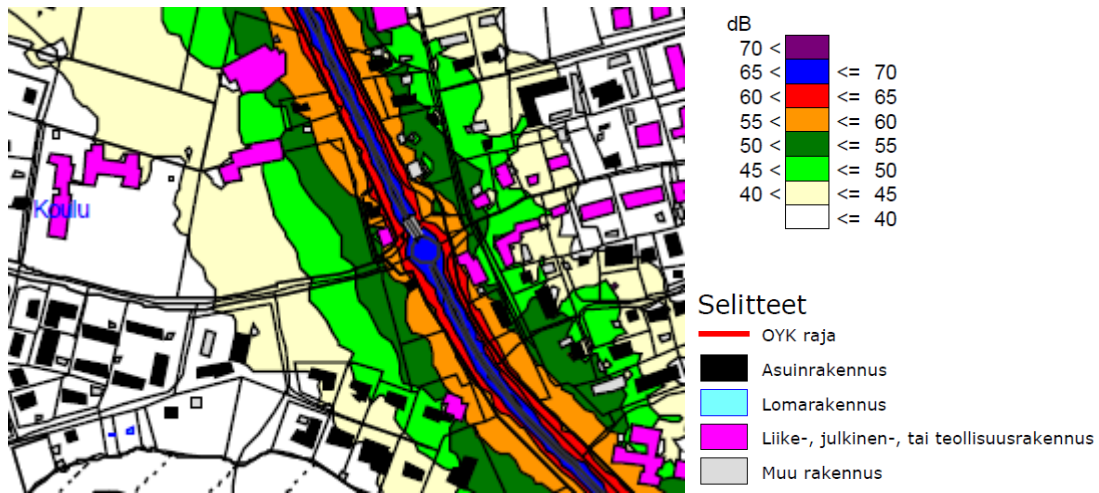 dB
70 <
65 < <= 70
60 < <= 65
55 < <= 60
50 < <= 55
45 < <= 50
40 < <= 45
<= 40
Koulu
Selitteet
OYK raja
Asuinrakennus
Lomarakennus
Liike-, julkinen-, tai teollisuusrakennus
Muu rakennus